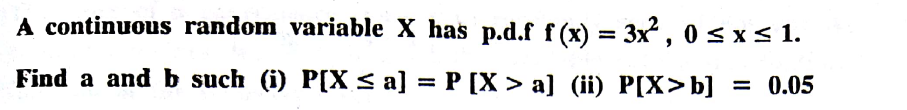 A continuous random variable X has p.d.f f (x) = 3x², 0 ≤ x ≤ 1.
Find a and b such (i) P[X ≤ a] = P [X > a] (ii) P[X>b] = 0.05